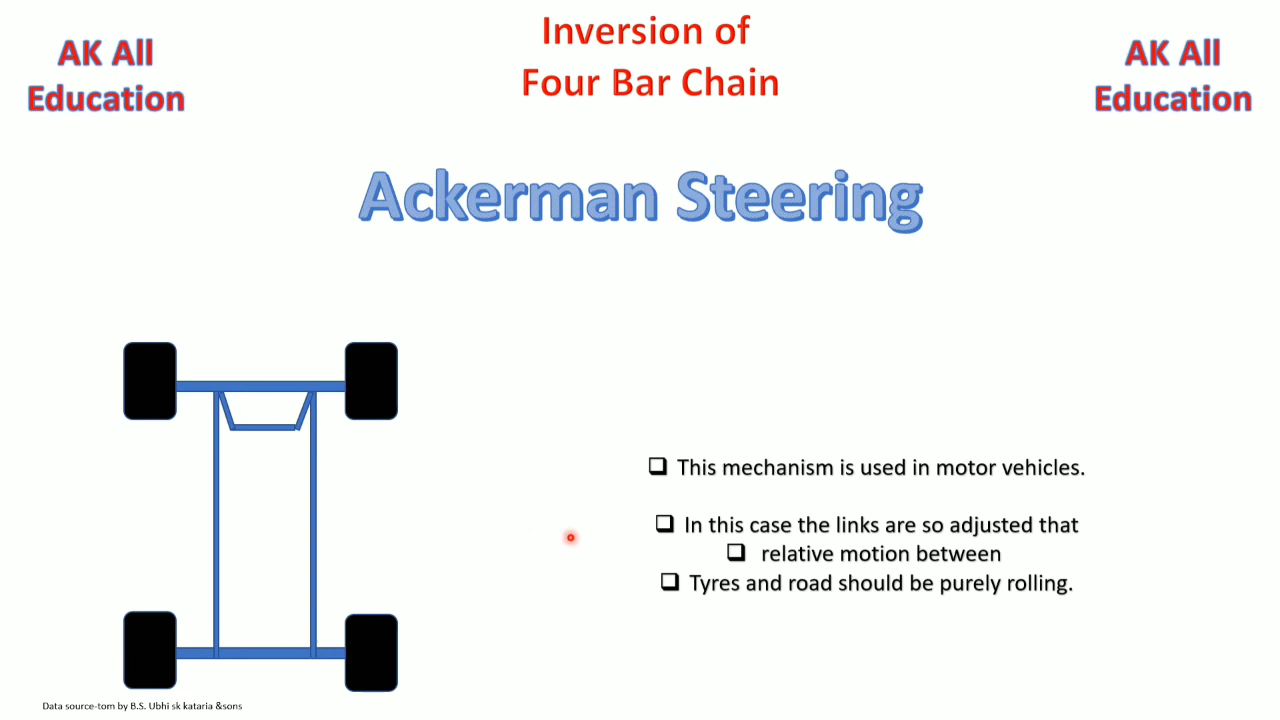 AK All
Education
Inversion of
Four Bar Chain
AK All
Education
Ackerman Steering
This mechanism is used in motor vehicles.
In this case the links are so adjusted that
relative motion between
Tyres and road should be purely rolling.
Data source-tom by B.S. Ubhi sk kataria &sons